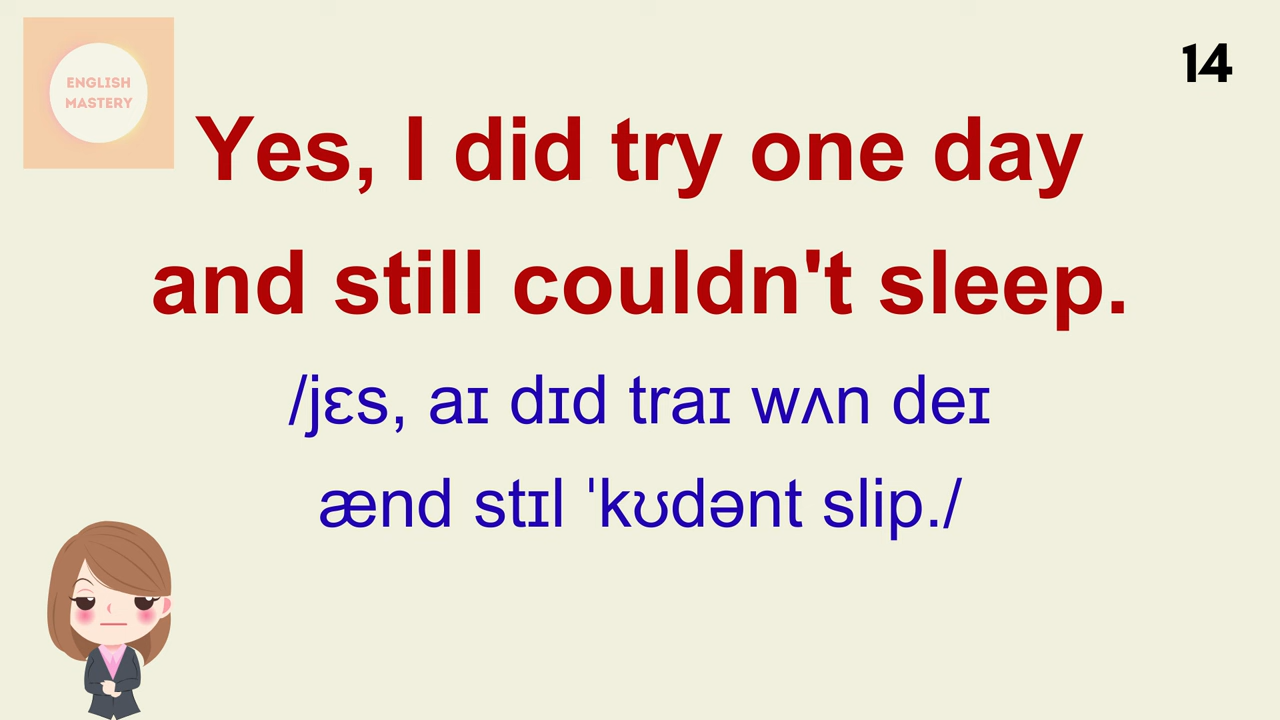 ENGLISH
MASTERY
14
Yes, I did try one day
and still couldn't sleep.
/jɛs, aɪ dɪd traɪ wʌn deɪ
ænd stɪl ˈkʊdənt slip./